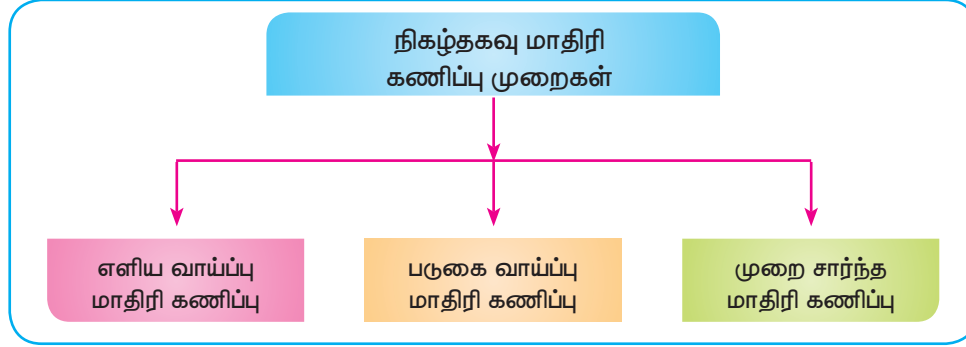 நிகழ்தகவு மாதிரி
கணிப்பு முறைகள்
எளிய வாய்ப்பு
மாதிரி கணிப்பு
படுகை வாய்ப்பு
மாதிரி கணிப்பு
முறை சார்ந்த
மாதிரி கணிப்பு